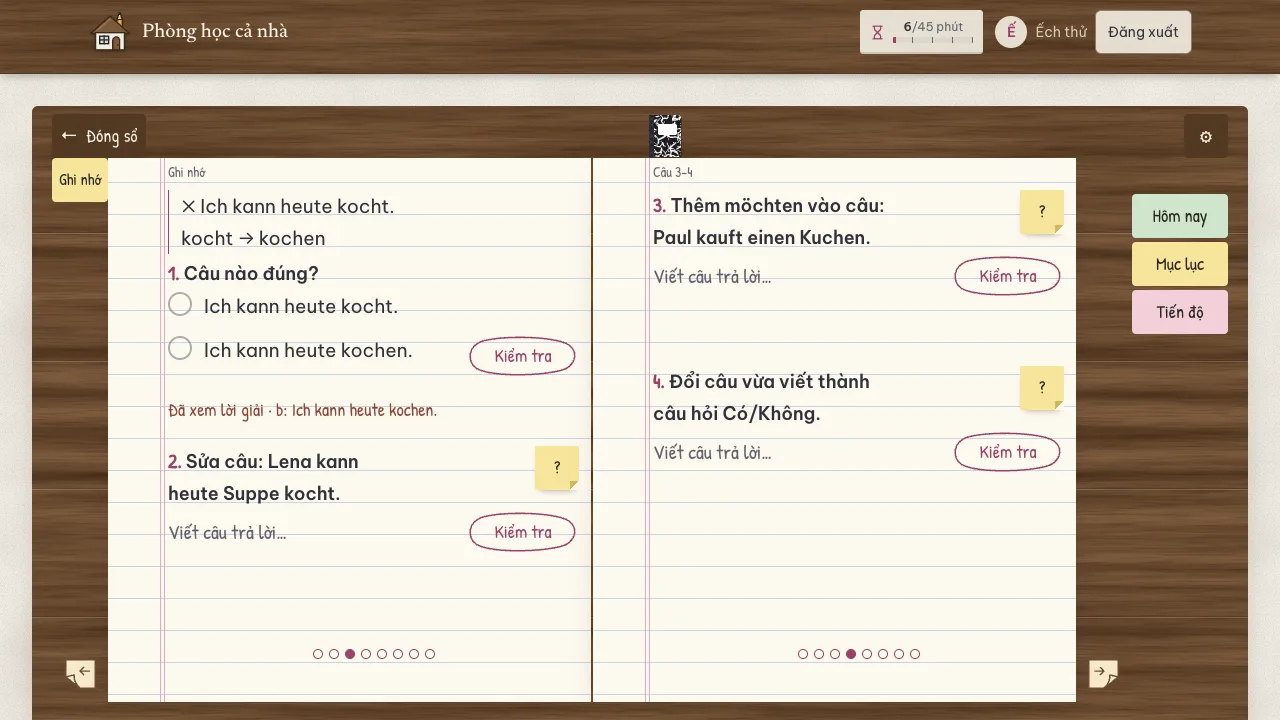 Phòng học cả nhà
6/45 phút
Ế
Ếch thử
Đăng xuất
← Đóng sổ
⚙
Ghi nhớ
Ghi nhớ
× Ich kann heute kocht.
kocht → kochen
1. Câu nào đúng?
Ich kann heute kocht.
Ich kann heute kochen.
Kiểm tra
Đã xem lời giải · b: Ich kann heute kochen.
2. Sửa câu: Lena kann
heute Suppe kocht.
?
Viết câu trả lời...
Kiểm tra
Câu 3–4
3. Thêm möchten vào câu:
Paul kauft einen Kuchen.
?
Viết câu trả lời...
Kiểm tra
4. Đổi câu vừa viết thành
câu hỏi Có/Không.
?
Viết câu trả lời...
Kiểm tra
Hôm nay
Mục lục
Tiến độ
←
→